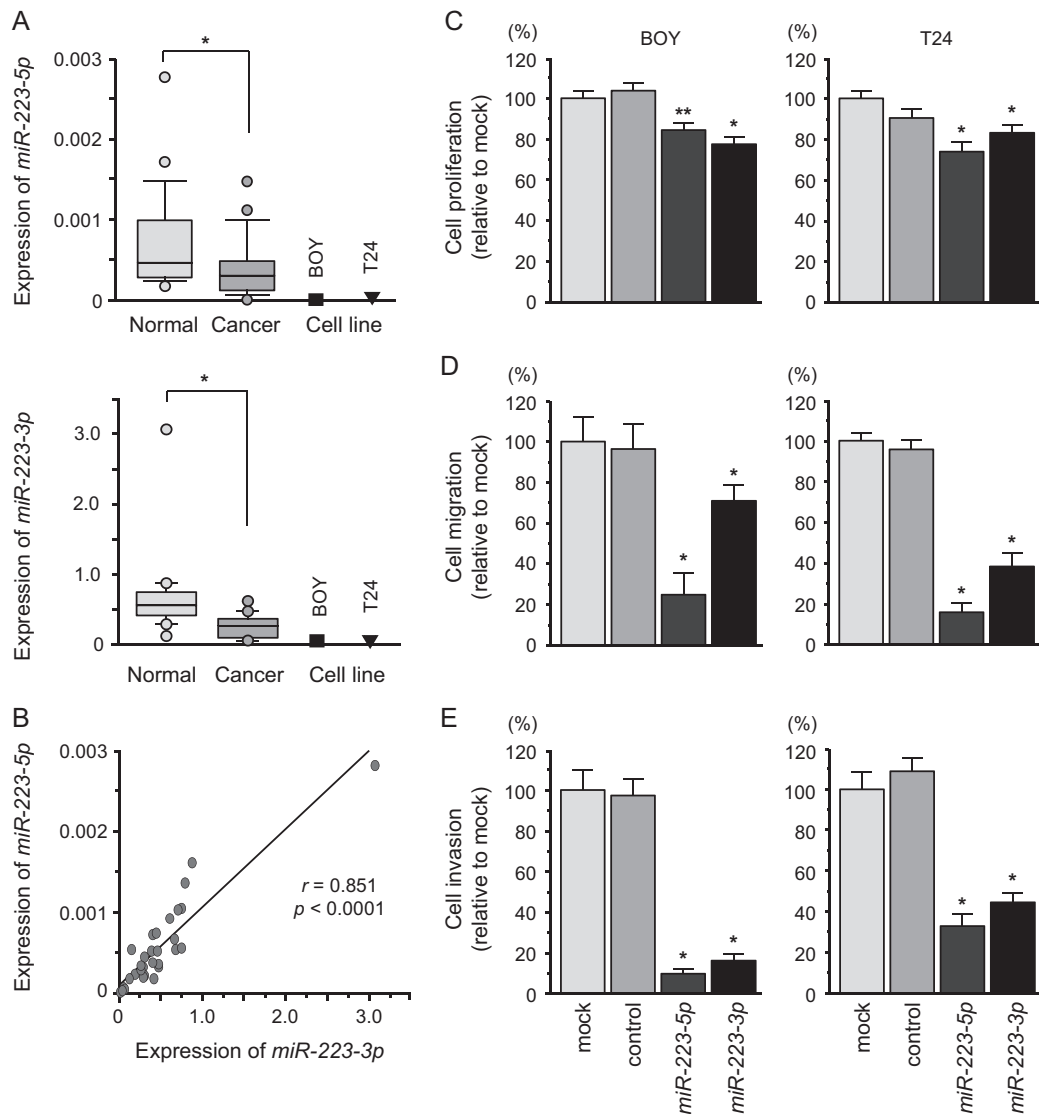 A
Expression of miR-223-5p
0.003
0.002
0.001
0
*
BOY
T24
Normal
Cancer
Cell line
Expression of miR-223-3p
3.0
2.0
1.0
0
*
BOY
T24
Normal
Cancer
Cell line
B
Expression of miR-223-5p
0.003
0.002
0.001
0
r = 0.851
p < 0.0001
0
1.0
2.0
3.0
Expression of miR-223-3p
C
Cell proliferation
(relative to mock)
(%)
BOY
120
100
80
60
40
20
0
**
*
(%)
T24
120
100
80
60
40
20
0
*
*
D
Cell migration
(relative to mock)
(%)
120
100
80
60
40
20
0
*
*
(%)
120
100
80
60
40
20
0
*
*
E
Cell invasion
(relative to mock)
(%)
120
100
80
60
40
20
0
*
*
mock
control
miR-223-5p
miR-223-3p
(%)
120
100
80
60
40
20
0
*
*
mock
control
miR-223-5p
miR-223-3p